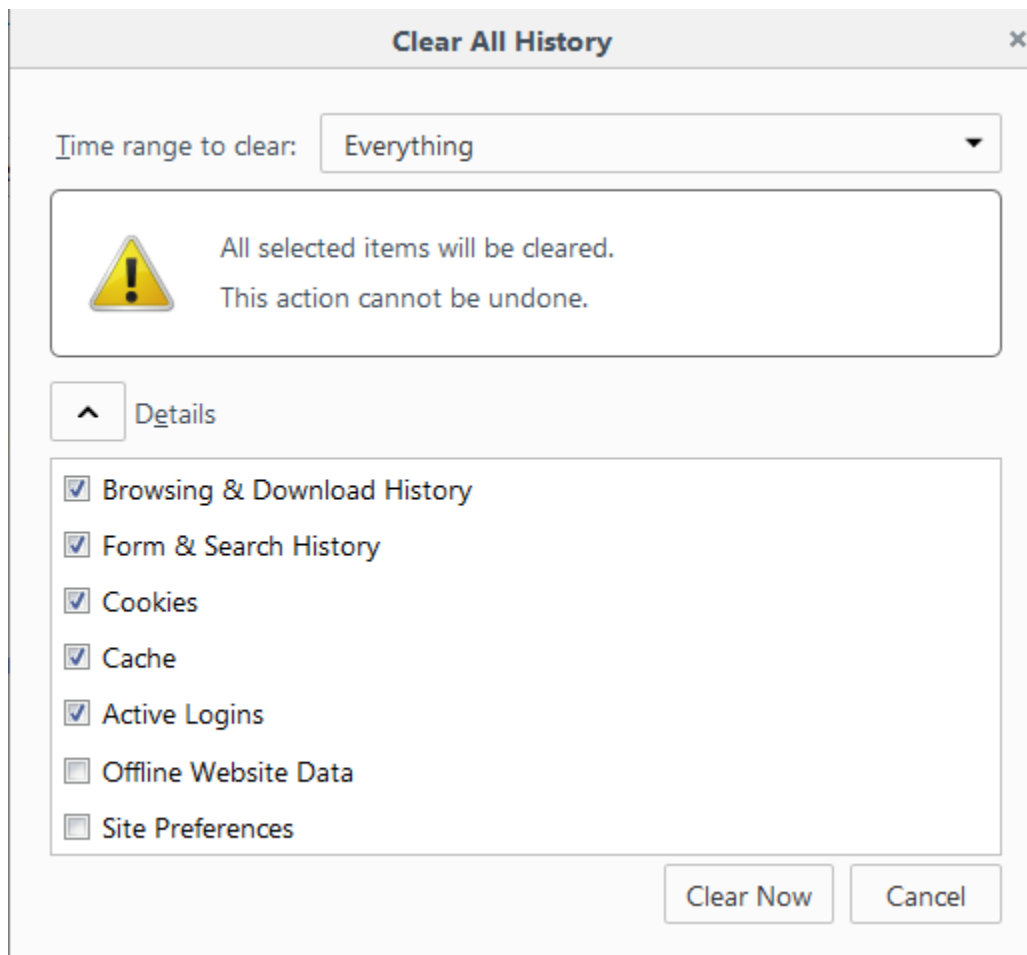 Clear All History
Time range to clear: Everything
All selected items will be cleared.
This action cannot be undone.
Details
Browsing & Download History
Form & Search History
Cookies
Cache
Active Logins
Offline Website Data
Site Preferences
Clear Now Cancel